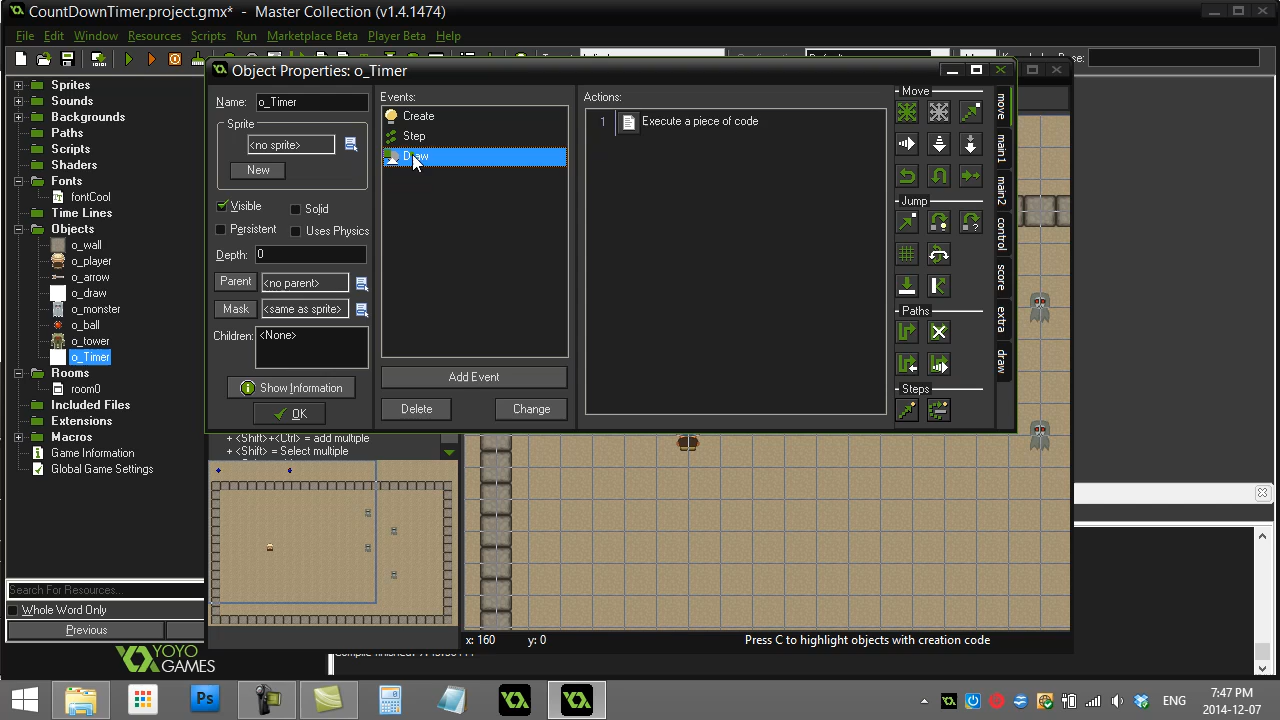 CountDownTimer.project.gmx* - Master Collection (v1.4.1474)
File Edit Window Resources Scripts Run Marketplace Beta Player Beta Help
Object Properties: o_Timer
Sprites
Sounds
Backgrounds
Paths
Scripts
Shaders
Fonts
fontCool
Time Lines
Objects
o_wall
o_player
o_arrow
o_draw
o_monster
o_ball
o_tower
o_Timer
Rooms
room0
Included Files
Extensions
Macros
Game Information
Global Game Settings
Search For Resources...
Whole Word Only
Previous
YOYO
GAMES
Name: o_Timer
Sprite
<no sprite>
New
Visible
Solid
Persistent
Uses Physics
Depth: 0
Parent <no parent>
Mask <same as sprite>
Children: <None>
Show Information
OK
Events:
Create
Step
Draw
Add Event
Delete
Change
Actions:
1 Execute a piece of code
Move
Jump
Paths
Steps
move
main1
main2
control
score
extra
draw
+ <Shift>+<Ctrl> = add multiple
+ <Shift> = Select multiple
x: 160 y: 0 Press C to highlight objects with creation code
Ps
ENG
7:47 PM
2014-12-07